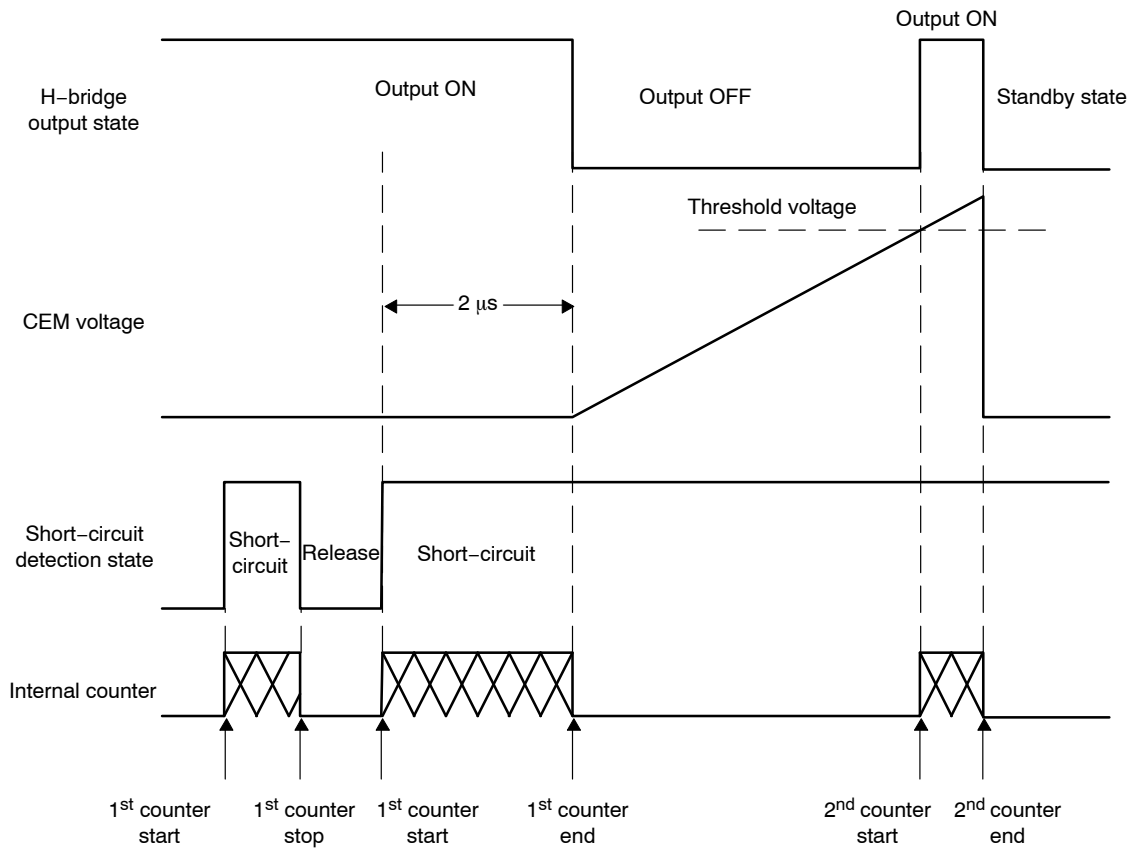 Output ON
H−bridge
output state
Output ON
Output OFF
Standby state
Threshold voltage
2 μs
CEM voltage
Short−circuit
detection state
Short−
circuit
Release
Short−circuit
Internal counter
1st counter
start
1st counter
stop
1st counter
start
1st counter
end
2nd counter
start
2nd counter
end